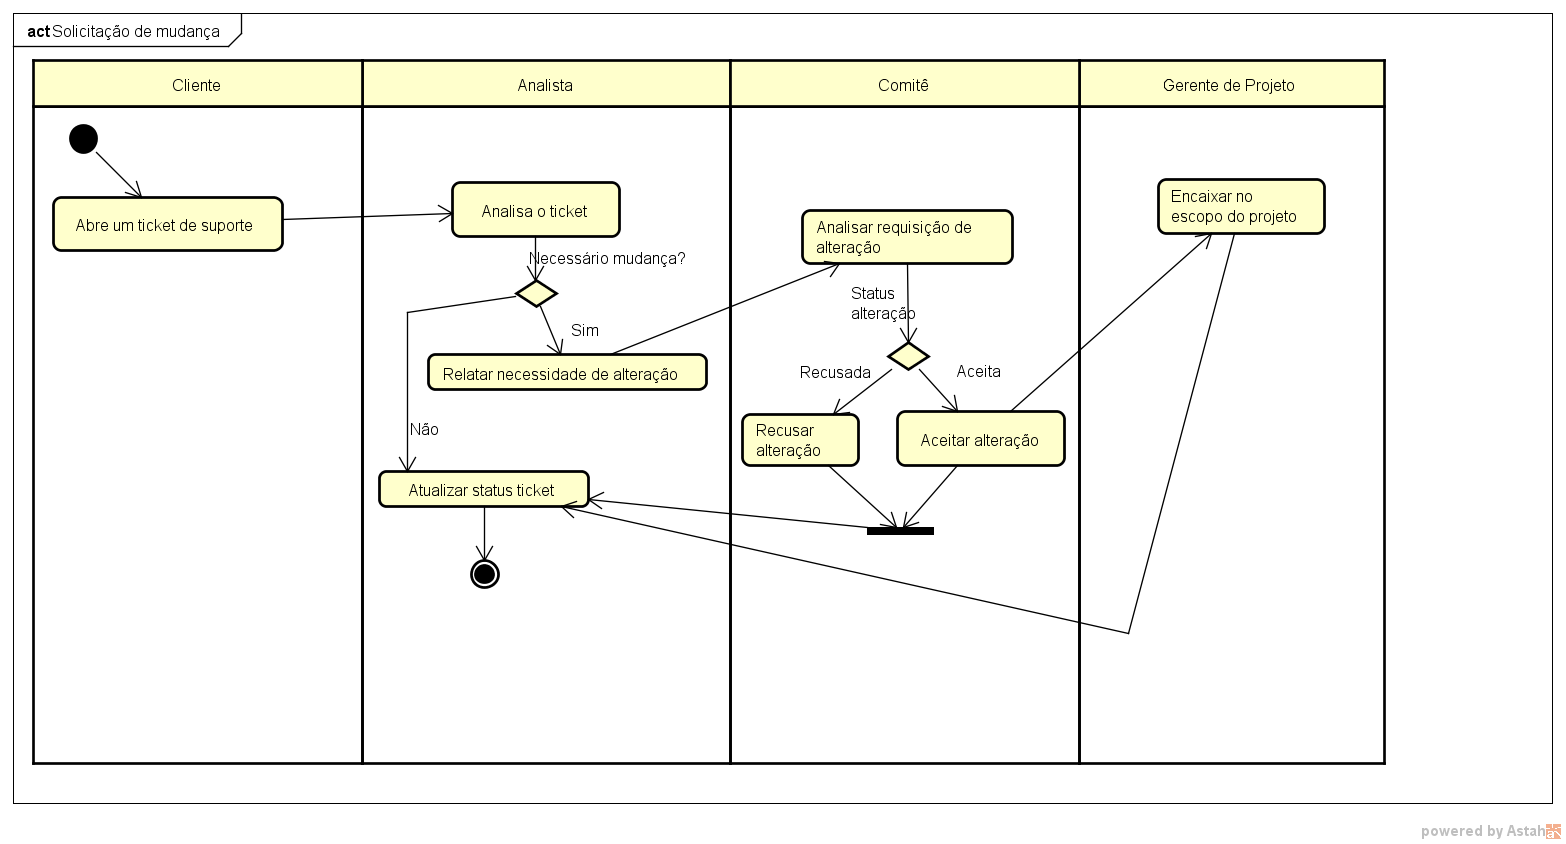 act Solicitação de mudança
Cliente
Analista
Comitê
Gerente de Projeto
Abre um ticket de suporte
Analisa o ticket
Necessário mudança?
Sim
Relatar necessidade de alteração
Não
Atualizar status ticket
Analisar requisição de
alteração
Status
alteração
Recusada
Aceita
Recusar
alteração
Aceitar alteração
Encaixar no
escopo do projeto
powered by Astah